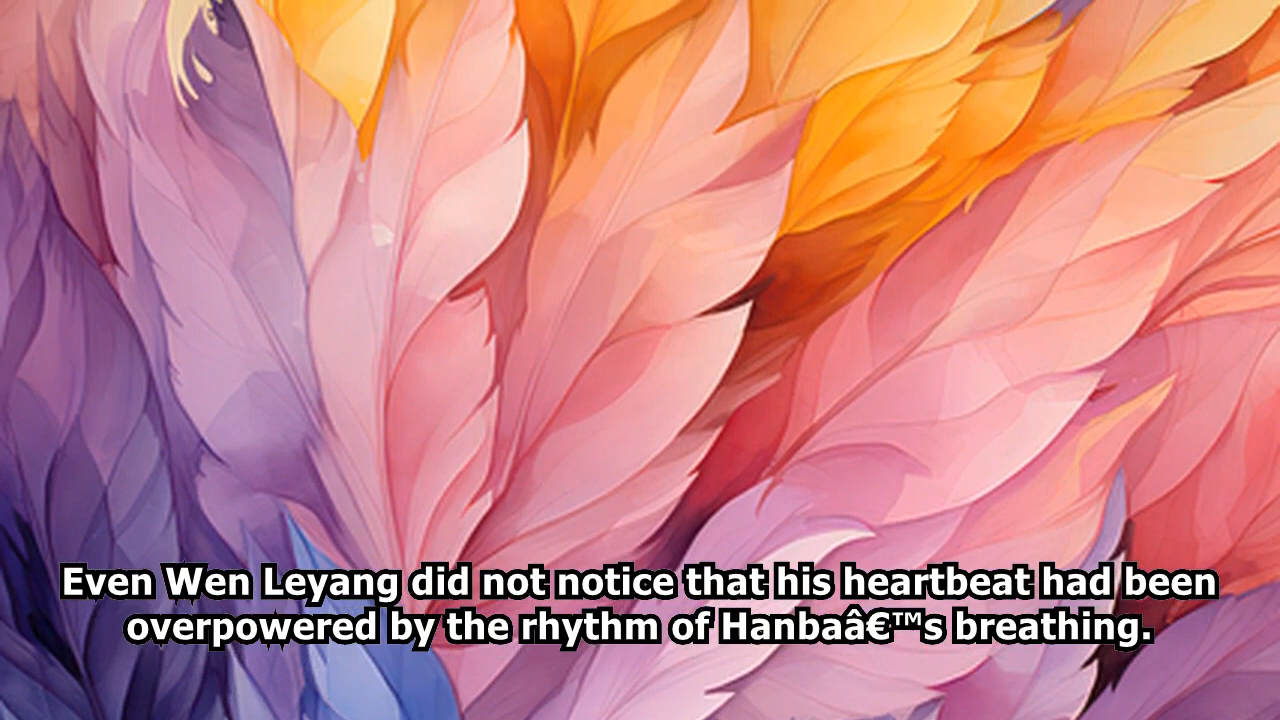 Even Wen Leyang did not notice that his heartbeat had been
overpowered by the rhythm of Hanbaâ€™s breathing.